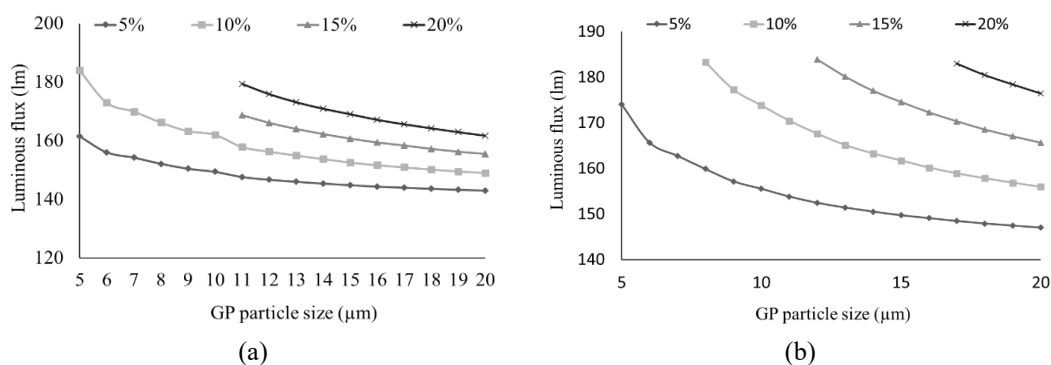 5% 10% 15% 20%
Luminous flux (lm)
200
180
160
140
120
5 6 7 8 9 10 11 12 13 14 15 16 17 18 19 20
GP particle size (µm)
(a)
5% 10% 15% 20%
Luminous flux (lm)
190
180
170
160
150
140
5 10 15 20
GP particle size (µm)
(b)